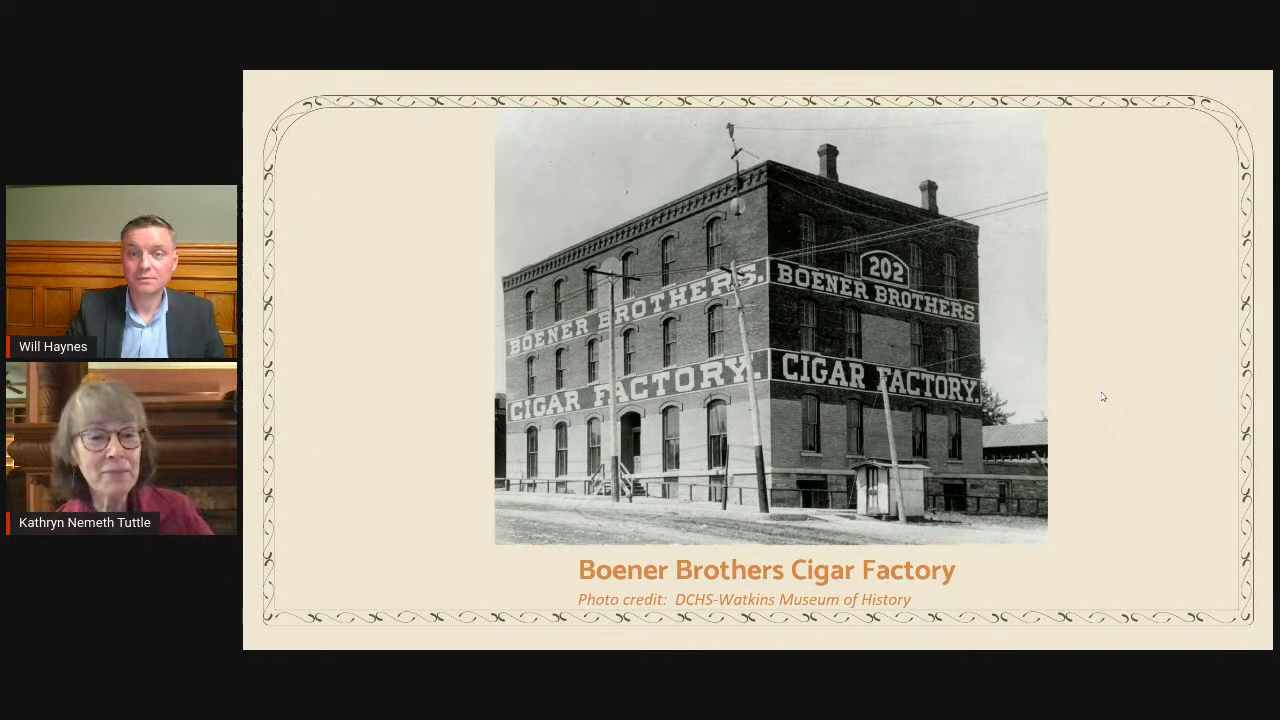 Will Haynes
Kathryn Nemeth Tuttle
BOENER BROTHERS.
CIGAR FACTORY.
202
BOENER BROTHERS
CIGAR FACTORY.
Boener Brothers Cigar Factory
Photo credit: DCHS-Watkins Museum of History